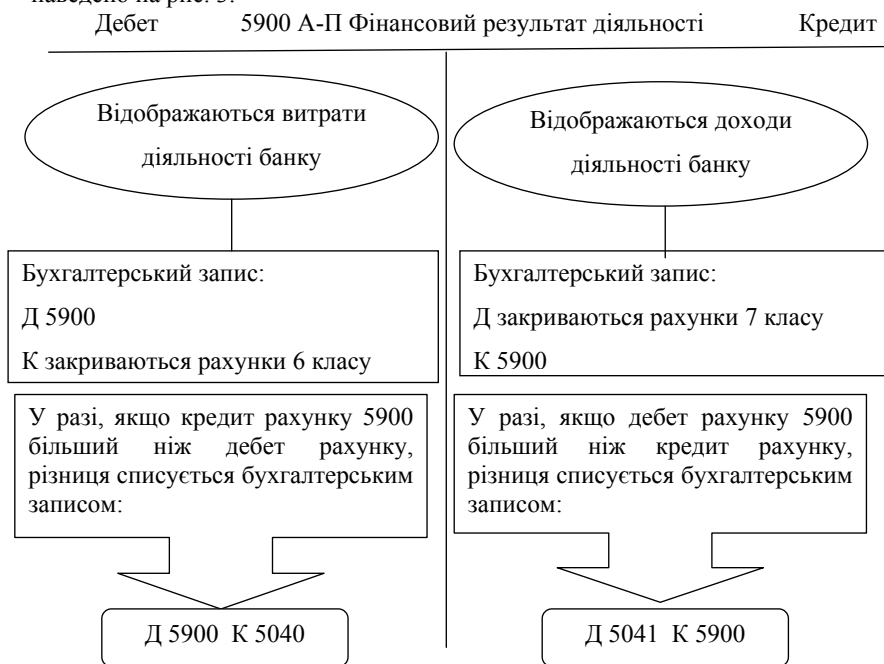 наведено на рис. 3.
Дебет 5900 А-П Фінансовий результат діяльності Кредит
Відображаються витрати
діяльності банку
Відображаються доходи
діяльності банку
Бухгалтерський запис:
Д 5900
К закриваються рахунки 6 класу
Бухгалтерський запис:
Д закриваються рахунки 7 класу
К 5900
У разі, якщо кредит рахунку 5900
більший ніж дебет рахунку,
різниця списується бухгалтерським
записом:
У разі, якщо дебет рахунку 5900
більший ніж кредит рахунку,
різниця списується бухгалтерським
записом:
Д 5900 К 5040
Д 5041 К 5900